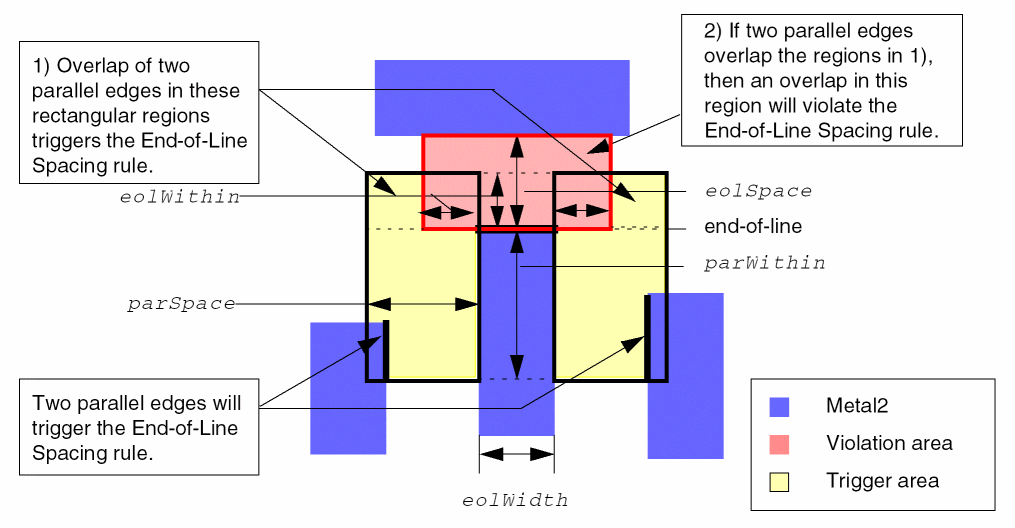 1) Overlap of two
parallel edges in these
rectangular regions
triggers the End-of-Line
Spacing rule.
2) If two parallel edges
overlap the regions in 1),
then an overlap in this
region will violate the
End-of-Line Spacing rule.
eolWithin
eolSpace
end-of-line
parWithin
parSpace
Two parallel edges will
trigger the End-of-Line
Spacing rule.
eolWidth
Metal2
Violation area
Trigger area